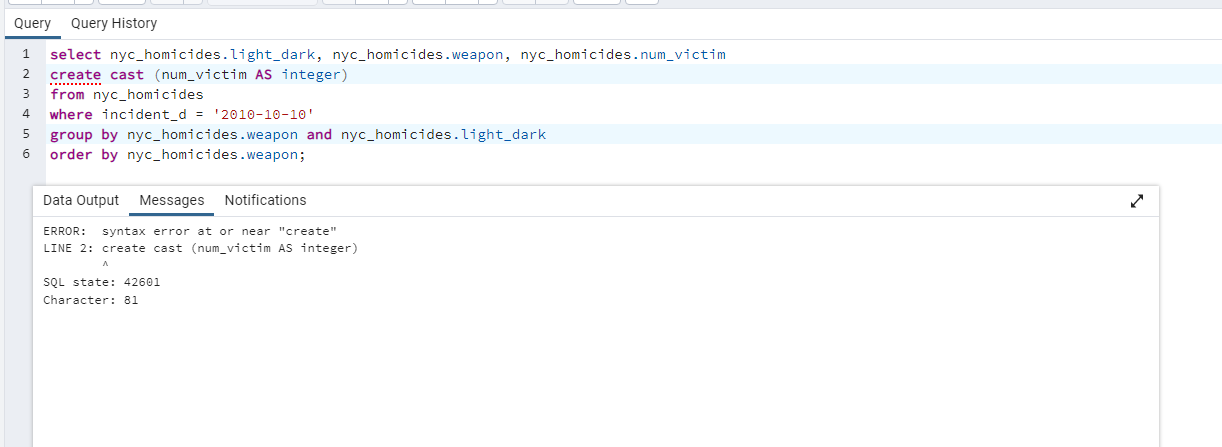 Query Query History
1 select nyc_homicides.light_dark, nyc_homicides.weapon, nyc_homicides.num_victim
2 create cast (num_victim AS integer)
3 from nyc_homicides
4 where incident_d = '2010-10-10'
5 group by nyc_homicides.weapon and nyc_homicides.light_dark
6 order by nyc_homicides.weapon;
Data Output Messages Notifications
ERROR:  syntax error at or near "create"
LINE 2: create cast (num_victim AS integer)
^
SQL state: 42601
Character: 81